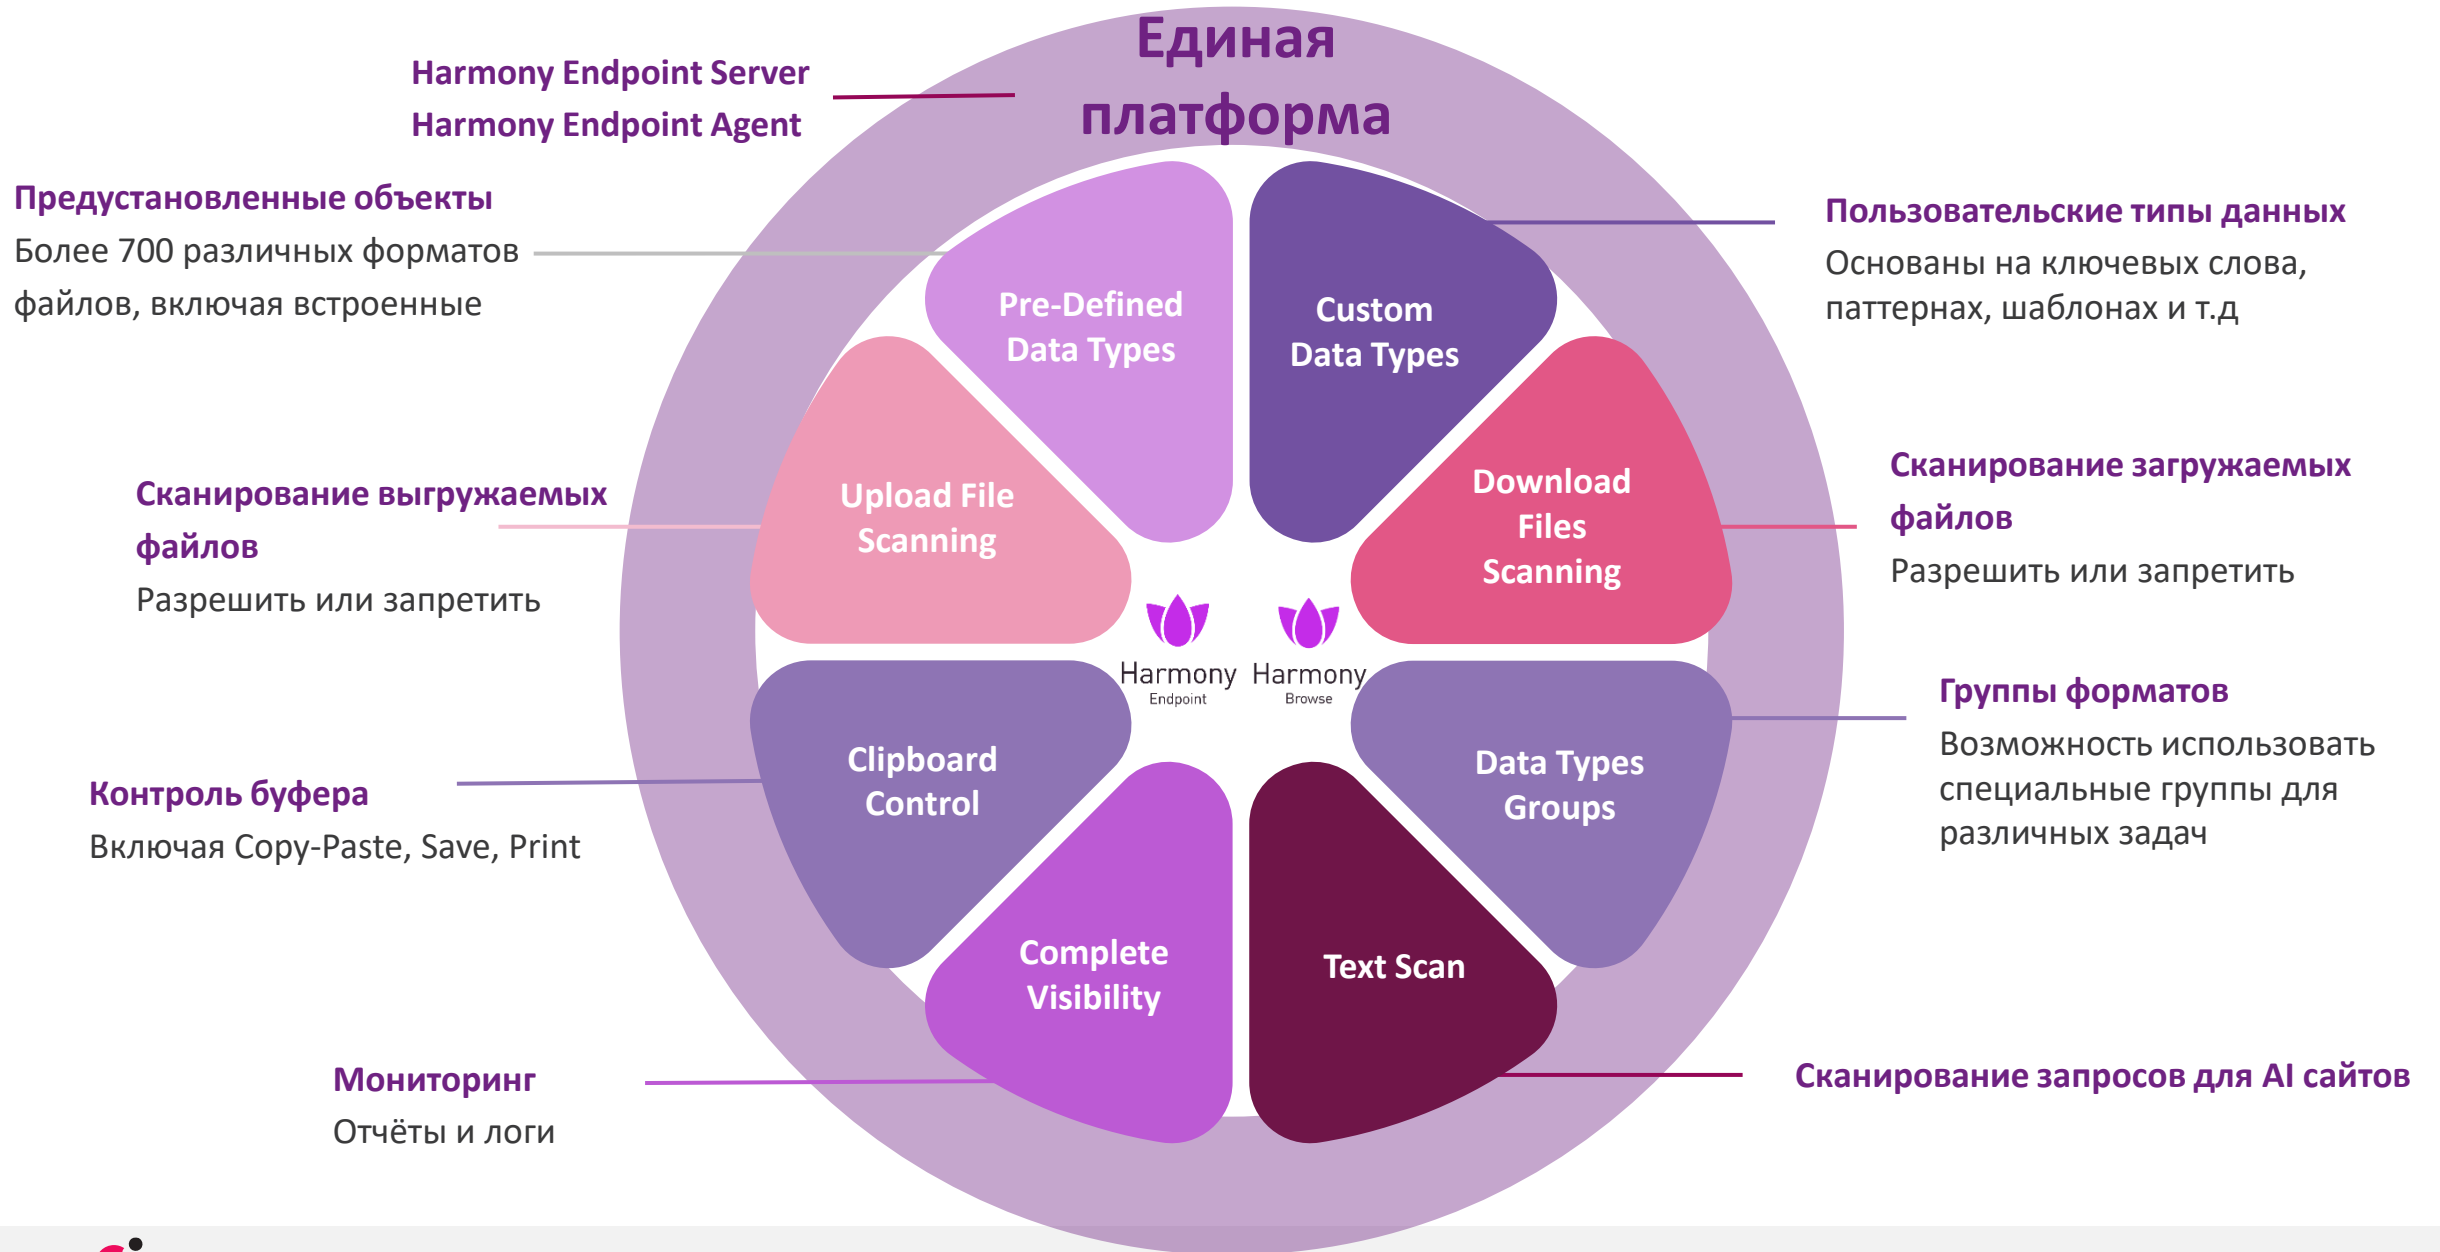 Единая
платформа
Harmony Endpoint Server
Harmony Endpoint Agent
Предустановленные объекты
Более 700 различных форматов
файлов, включая встроенные
Сканирование выгружаемых
файлов
Разрешить или запретить
Контроль буфера
Включая Copy-Paste, Save, Print
Мониторинг
Отчёты и логи
Pre-Defined
Data Types
Custom
Data Types
Upload File
Scanning
Download
Files
Scanning
Harmony
Endpoint
Harmony
Browse
Clipboard
Control
Data Types
Groups
Complete
Visibility
Text Scan
Пользовательские типы данных
Основаны на ключевых слова,
паттернах, шаблонах и т.д
Сканирование загружаемых
файлов
Разрешить или запретить
Группы форматов
Возможность использовать
специальные группы для
различных задач
Сканирование запросов для AI сайтов